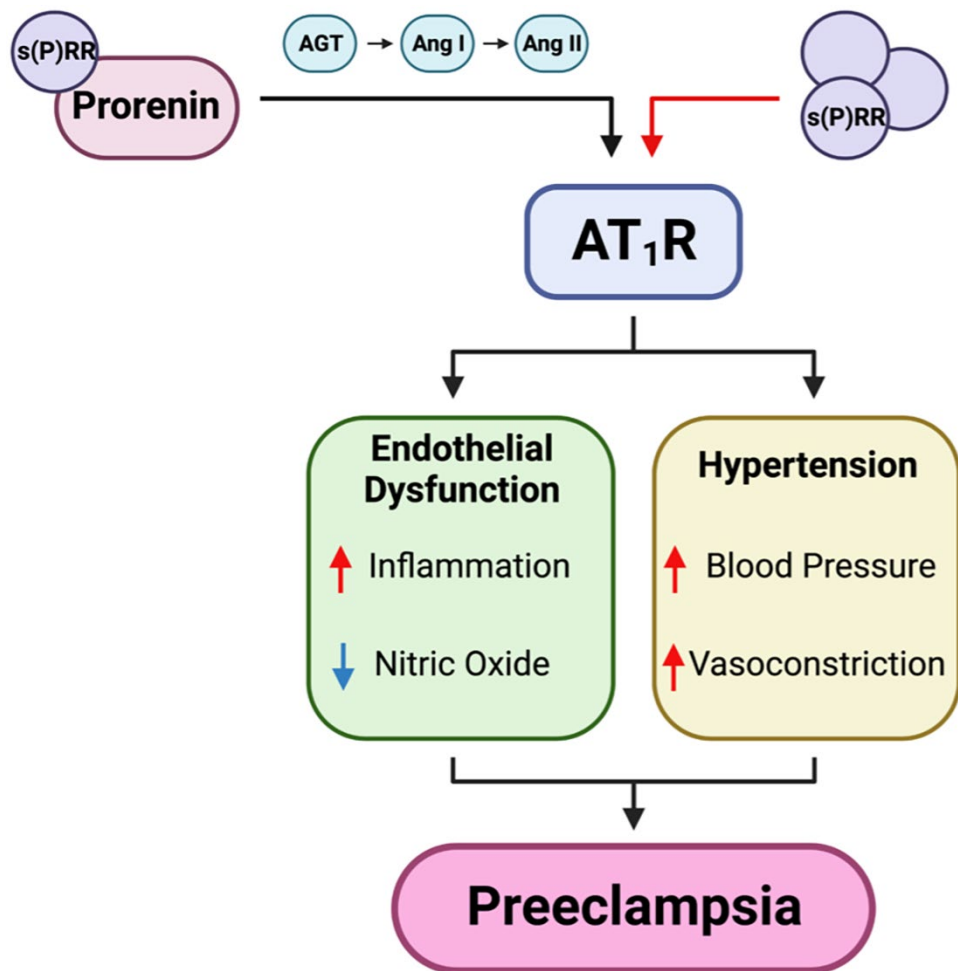 s(P)RR
Prorenin
AGT
Ang I
Ang II
s(P)RR
AT₁R
Endothelial
Dysfunction
Inflammation
Nitric Oxide
Hypertension
Blood Pressure
Vasoconstriction
Preeclampsia